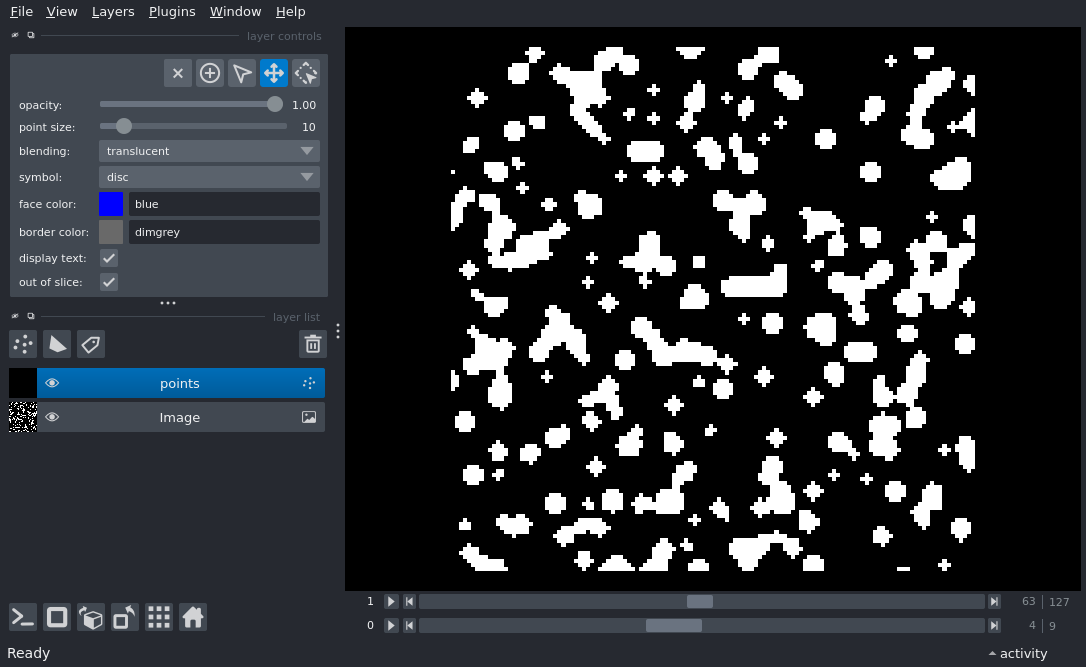 File View Layers Plugins Window Help
layer controls
opacity: 1.00
point size: 10
blending: translucent
symbol: disc
face color: blue
border color: dimgrey
display text:
out of slice:
layer list
points
Image
1 63 127
0 4 9
Ready activity